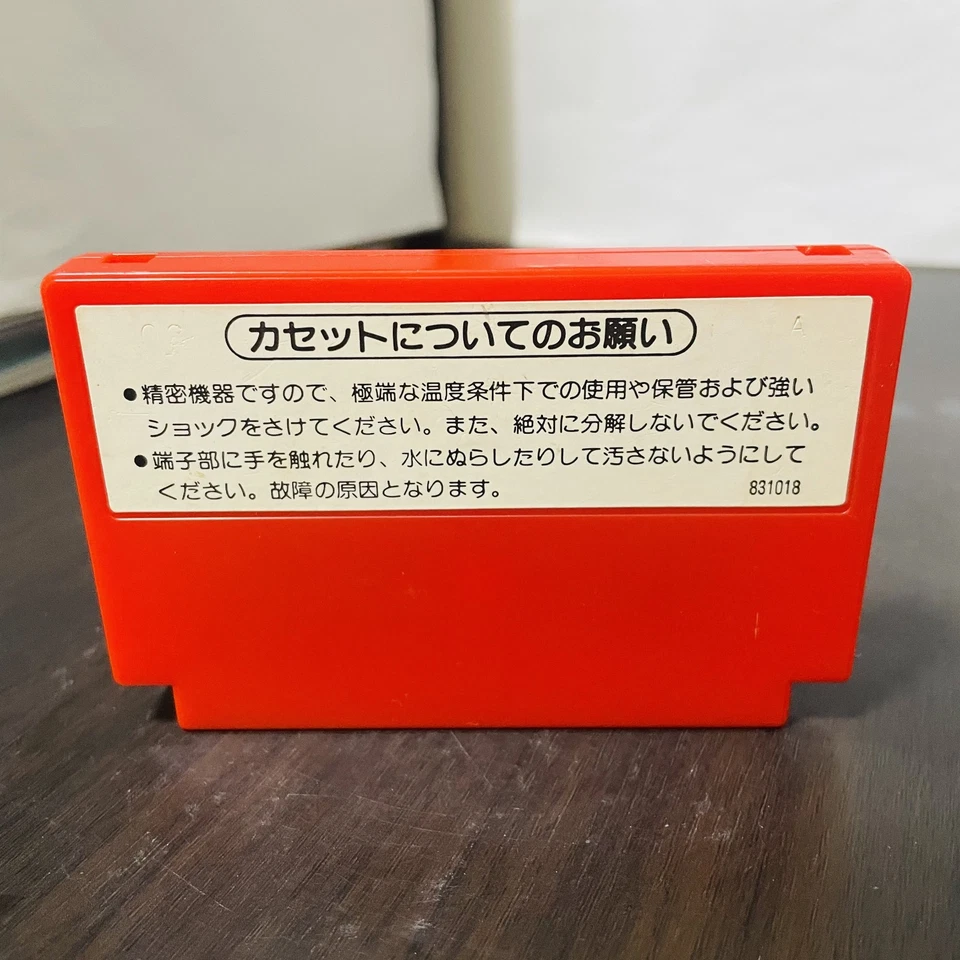 カセットについてのお願い
●精密機器ですので、極端な温度条件下での使用や保管および強い
ショックをさけてください。また、絶対に分解しないでください。
●端子部に手を触れたり、水にぬらしたりして汚さないようにして
ください。故障の原因となります。
831018